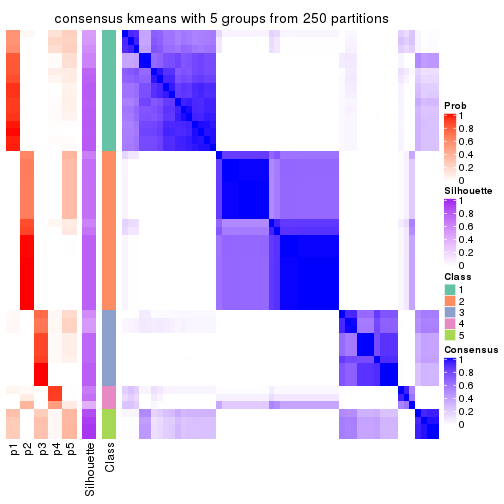 consensus kmeans with 5 groups from 250 partitions
Prob
1
0.8
0.6
0.4
0.2
0
Silhouette
1
0.8
0.6
0.4
0.2
0
Class
1
2
3
4
5
Consensus
1
0.8
0.6
0.4
0.2
0
p1
p2
p3
p4
p5
Silhouette
Class